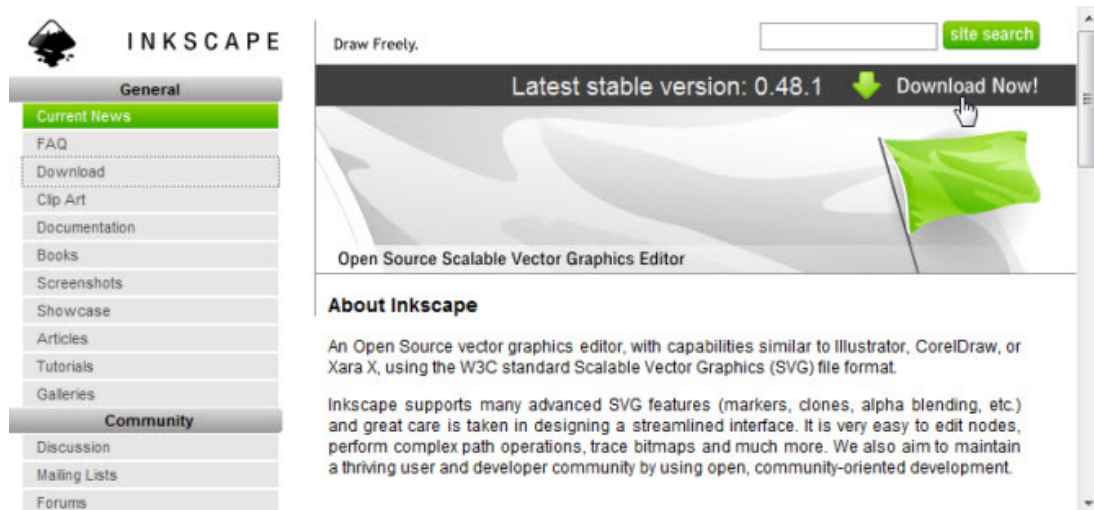 INKSCAPE
Draw Freely.
site search
General
Latest stable version: 0.48.1
Download Now!
Current News
FAQ
Download
Clip Art
Documentation
Books
Screenshots
Showcase
Articles
Tutorials
Galleries
Community
Discussion
Mailing Lists
Forums
Open Source Scalable Vector Graphics Editor
About Inkscape
An Open Source vector graphics editor, with capabilities similar to Illustrator, CorelDraw, or
Xara X, using the W3C standard Scalable Vector Graphics (SVG) file format.
Inkscape supports many advanced SVG features (markers, clones, alpha blending, etc.)
and great care is taken in designing a streamlined interface. It is very easy to edit nodes,
perform complex path operations, trace bitmaps and much more. We also aim to maintain
a thriving user and developer community by using open, community-oriented development.